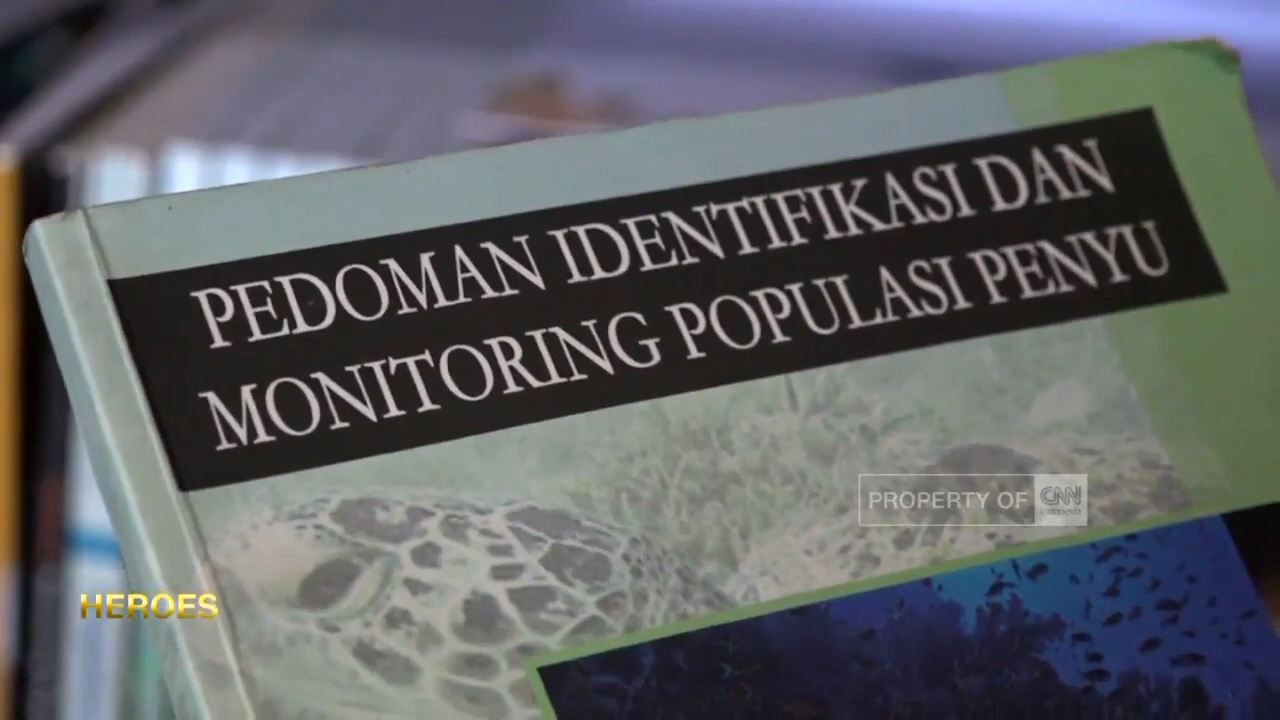 PEDOMAN IDENTIFIKASI DAN
MONITORING POPULASI PENYU
PROPERTY OF CNN
Indonesia
HEROES